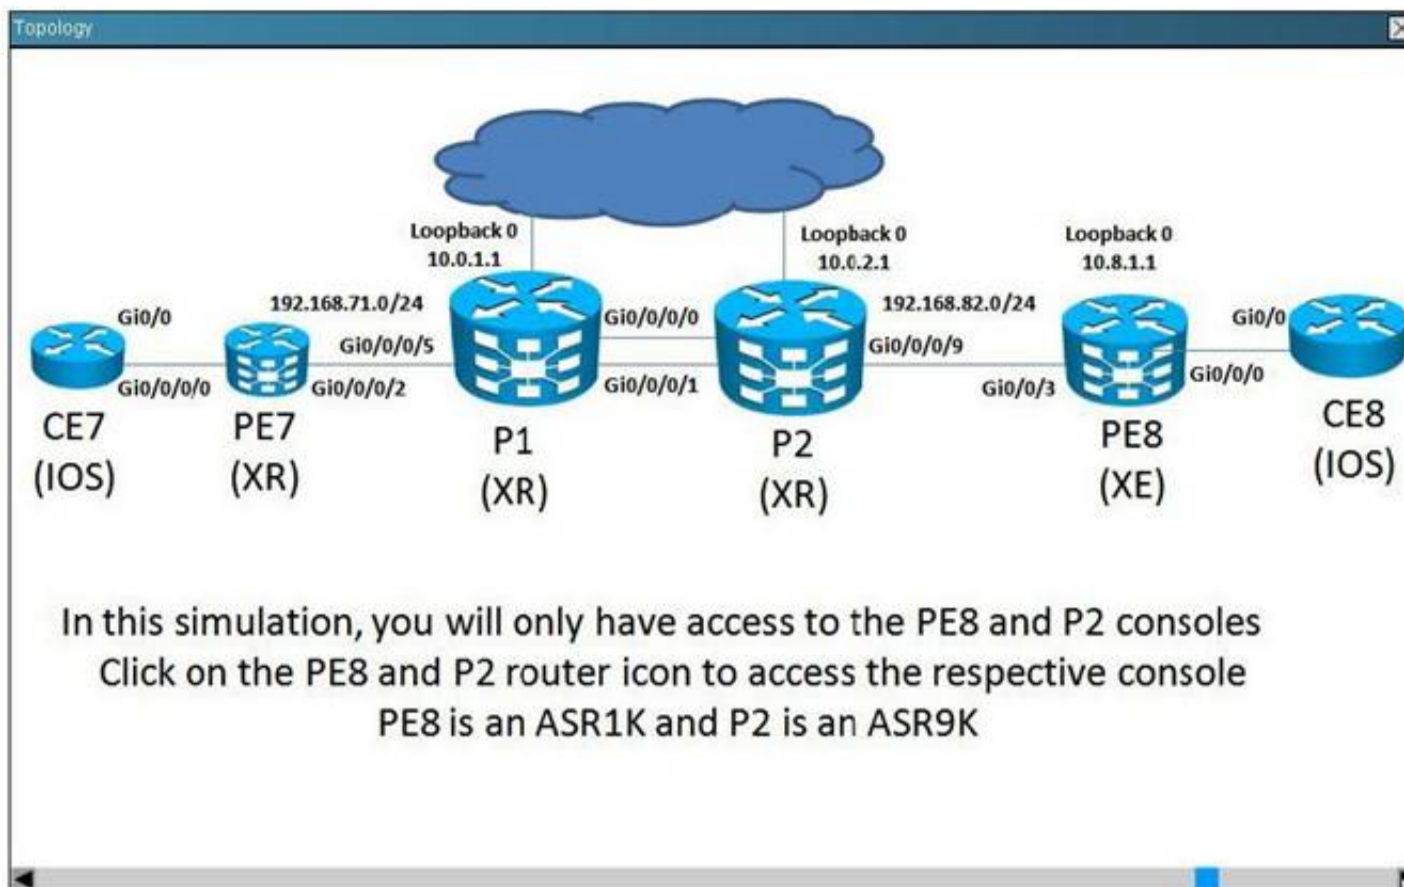 Topology
Loopback 0
10.0.1.1
Loopback 0
10.0.2.1
Loopback 0
10.8.1.1
192.168.71.0/24
192.168.82.0/24
Gi0/0
Gi0/0/0/5
Gi0/0/0/0
Gi0/0/0/9
Gi0/0
Gi0/0/0/0
Gi0/0/0/2
Gi0/0/0/1
Gi0/0/3
Gi0/0/0
CE7
(IOS)
PE7
(XR)
P1
(XR)
P2
(XR)
PE8
(XE)
CE8
(IOS)
In this simulation, you will only have access to the PE8 and P2 consoles
Click on the PE8 and P2 router icon to access the respective console
PE8 is an ASR1K and P2 is an ASR9K